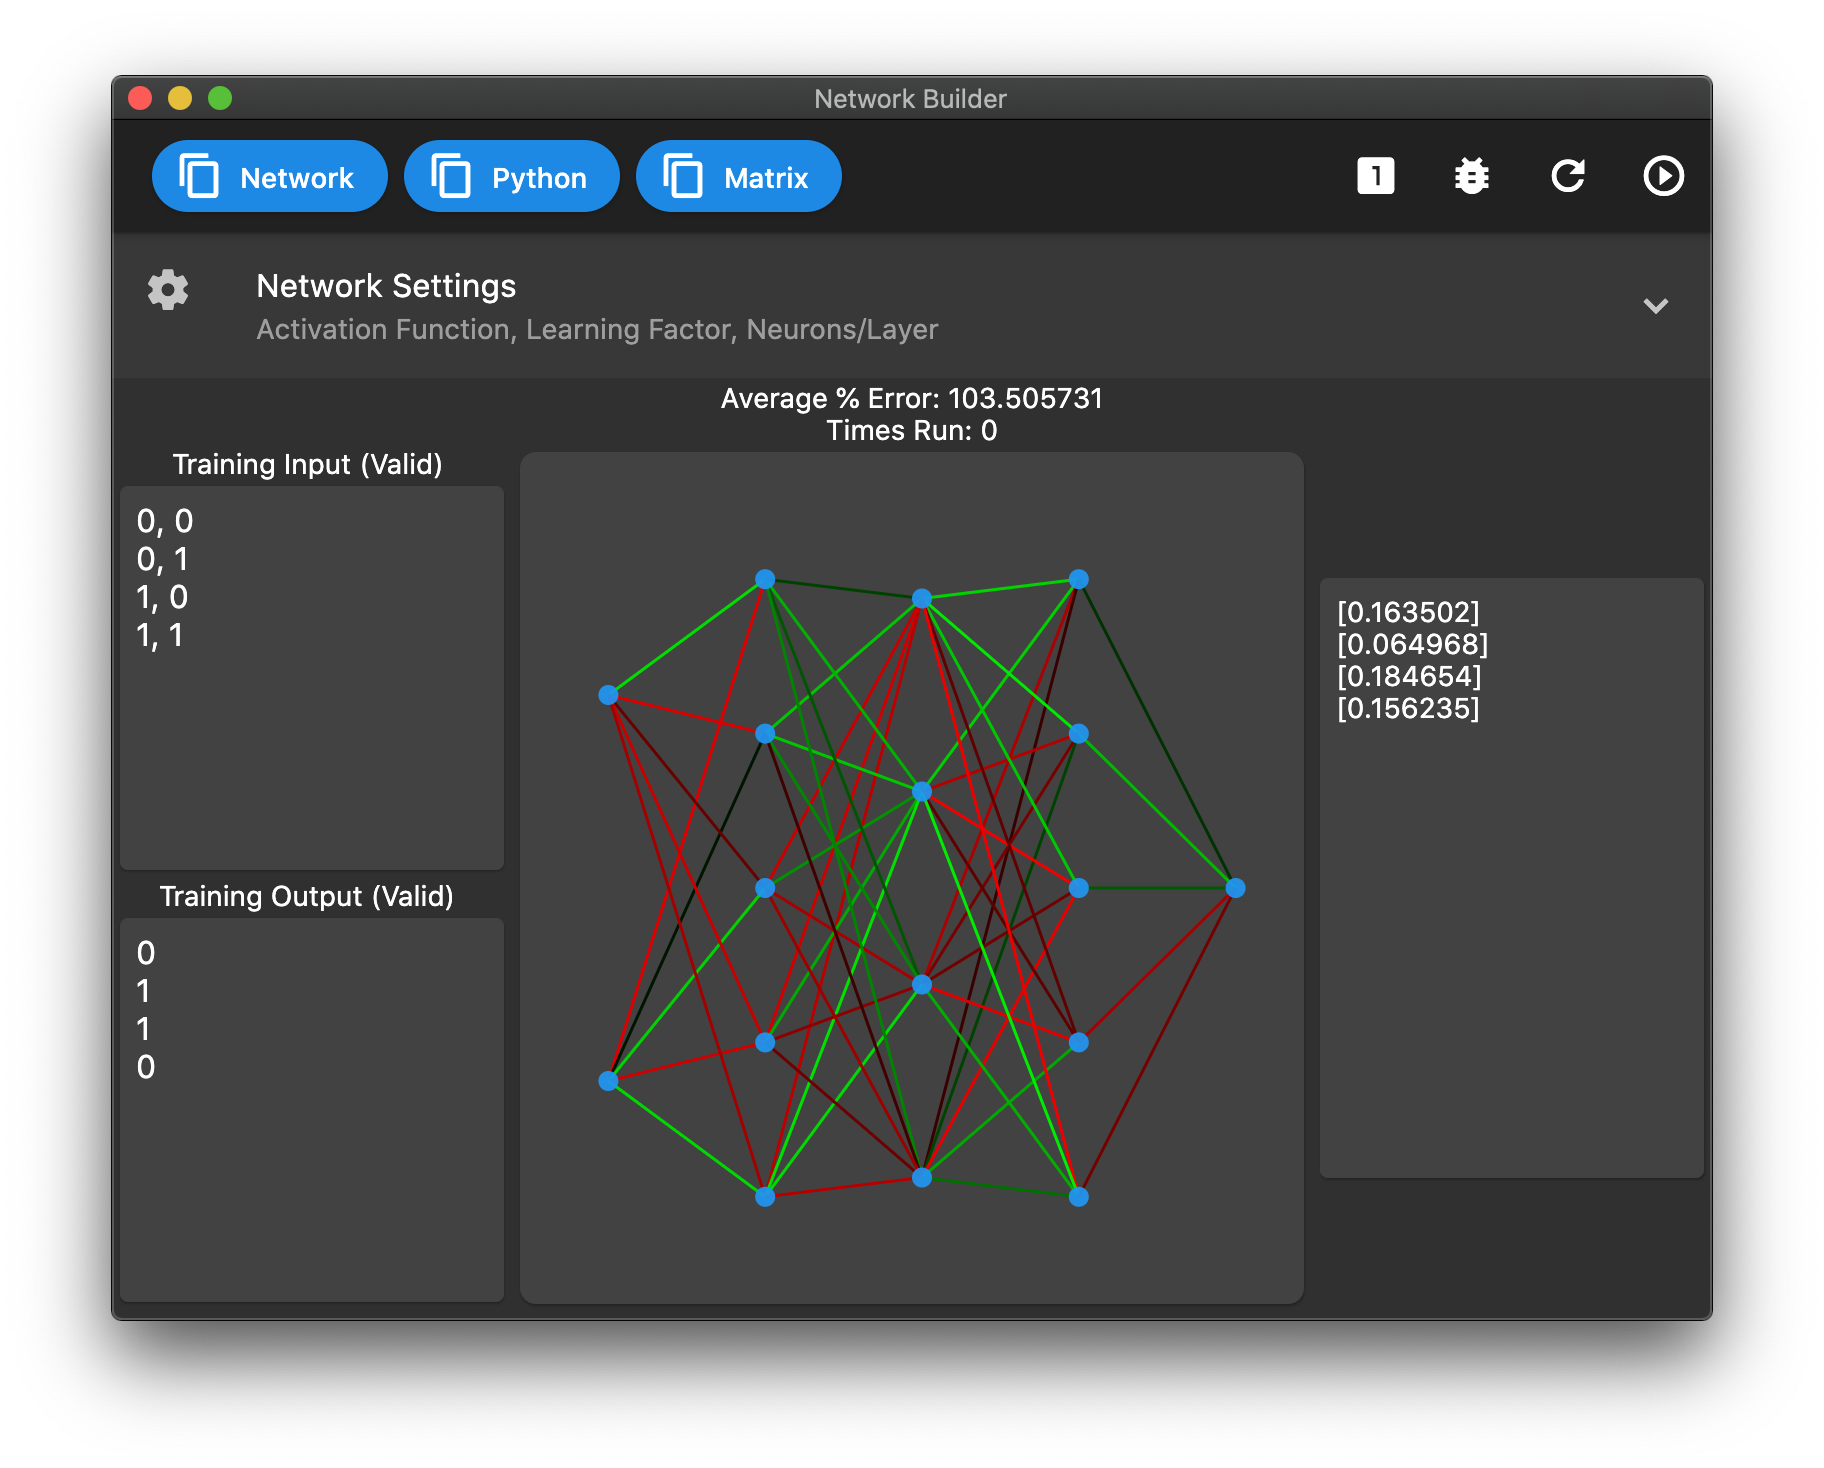 Network Builder
Network
Python
Matrix
1
Network Settings
Activation Function, Learning Factor, Neurons/Layer
Average % Error: 103.505731
Times Run: 0
Training Input (Valid)
0, 0
0, 1
1, 0
1, 1
Training Output (Valid)
0
1
1
0
[0.163502]
[0.064968]
[0.184654]
[0.156235]